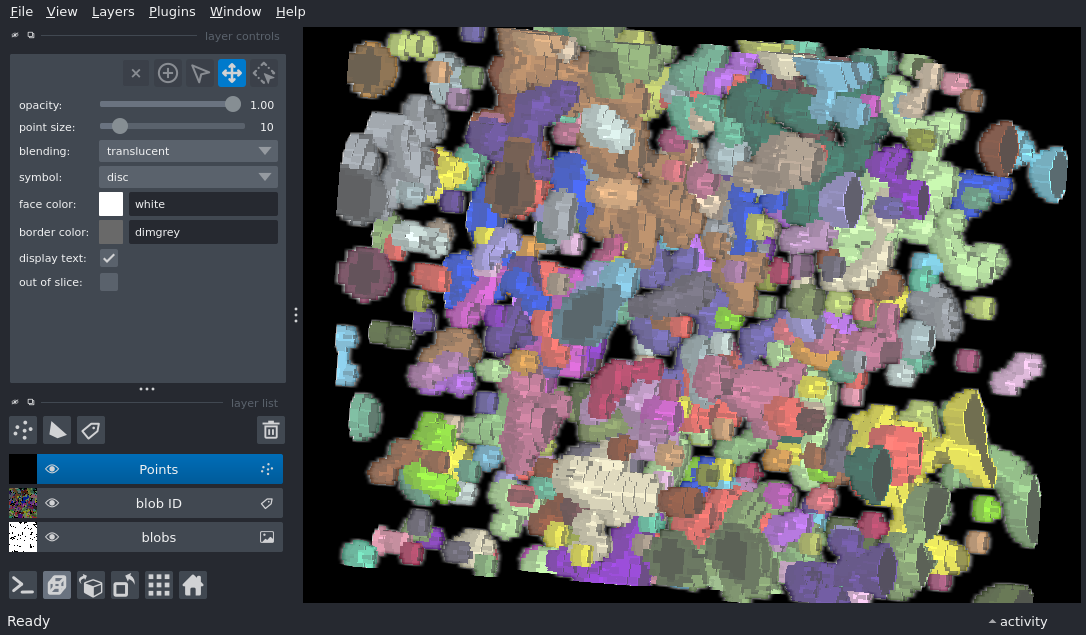 File View Layers Plugins Window Help
layer controls
opacity: 1.00
point size: 10
blending: translucent
symbol: disc
face color: white
border color: dimgrey
display text:
out of slice:
layer list
Points
blob ID
blobs
Ready
activity